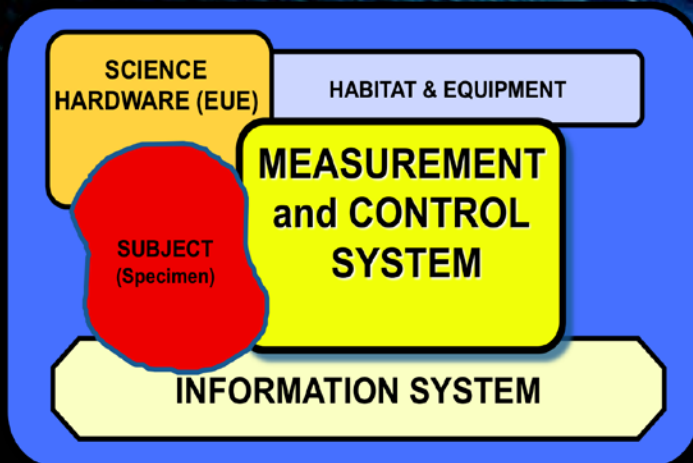 SCIENCE
HARDWARE (EUE)
HABITAT & EQUIPMENT
MEASUREMENT
and CONTROL
SYSTEM
SUBJECT
(Specimen)
INFORMATION SYSTEM